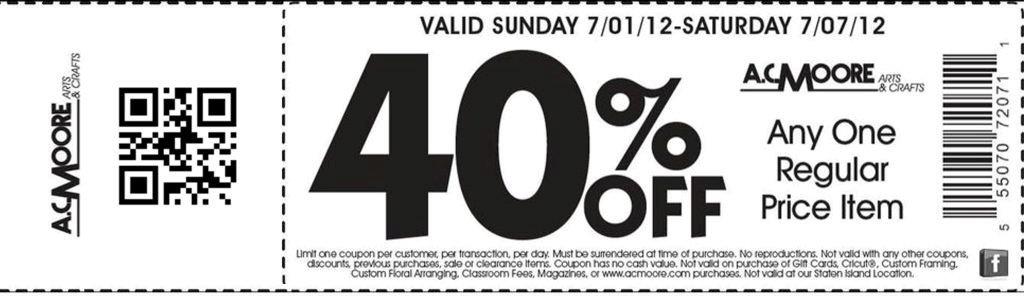 A.C.MOORE ARTS & CRAFTS
VALID SUNDAY 7/01/12-SATURDAY 7/07/12
40% OFF
A.C.MOORE ARTS & CRAFTS
Any One
Regular
Price Item
5 55070 72071 1
Limit one coupon per customer, per transaction, per day. Must be surrendered at time of purchase. No reproductions. Not valid with any other coupons,
discounts, previous purchases, sale or clearance items. Coupon has no cash value. Not valid on purchase of Gift Cards, Cricut®, Custom Framing,
Custom Floral Arranging, Classroom Fees, Magazines, or www.acmoore.com purchases. Not valid at our Staten Island Location.
f